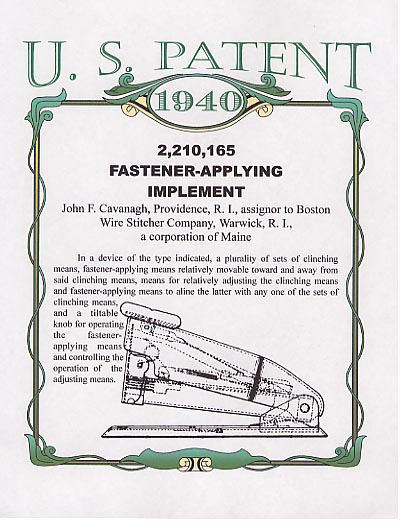 U. S. PATENT
1940
2,210,165
FASTENER-APPLYING
IMPLEMENT
John F. Cavanagh, Providence, R. I., assignor to Boston
Wire Stitcher Company, Warwick, R. I.,
a corporation of Maine
In a device of the type indicated, a plurality of sets of clinching
means, fastener-applying means relatively movable toward and away from
said clinching means, means for relatively adjusting the clinching means
and fastener-applying means to aline the latter with any one of the sets of
clinching means,
and a tiltable
knob for operating
the fastener-
applying means
and controlling the
operation of the
adjusting means.